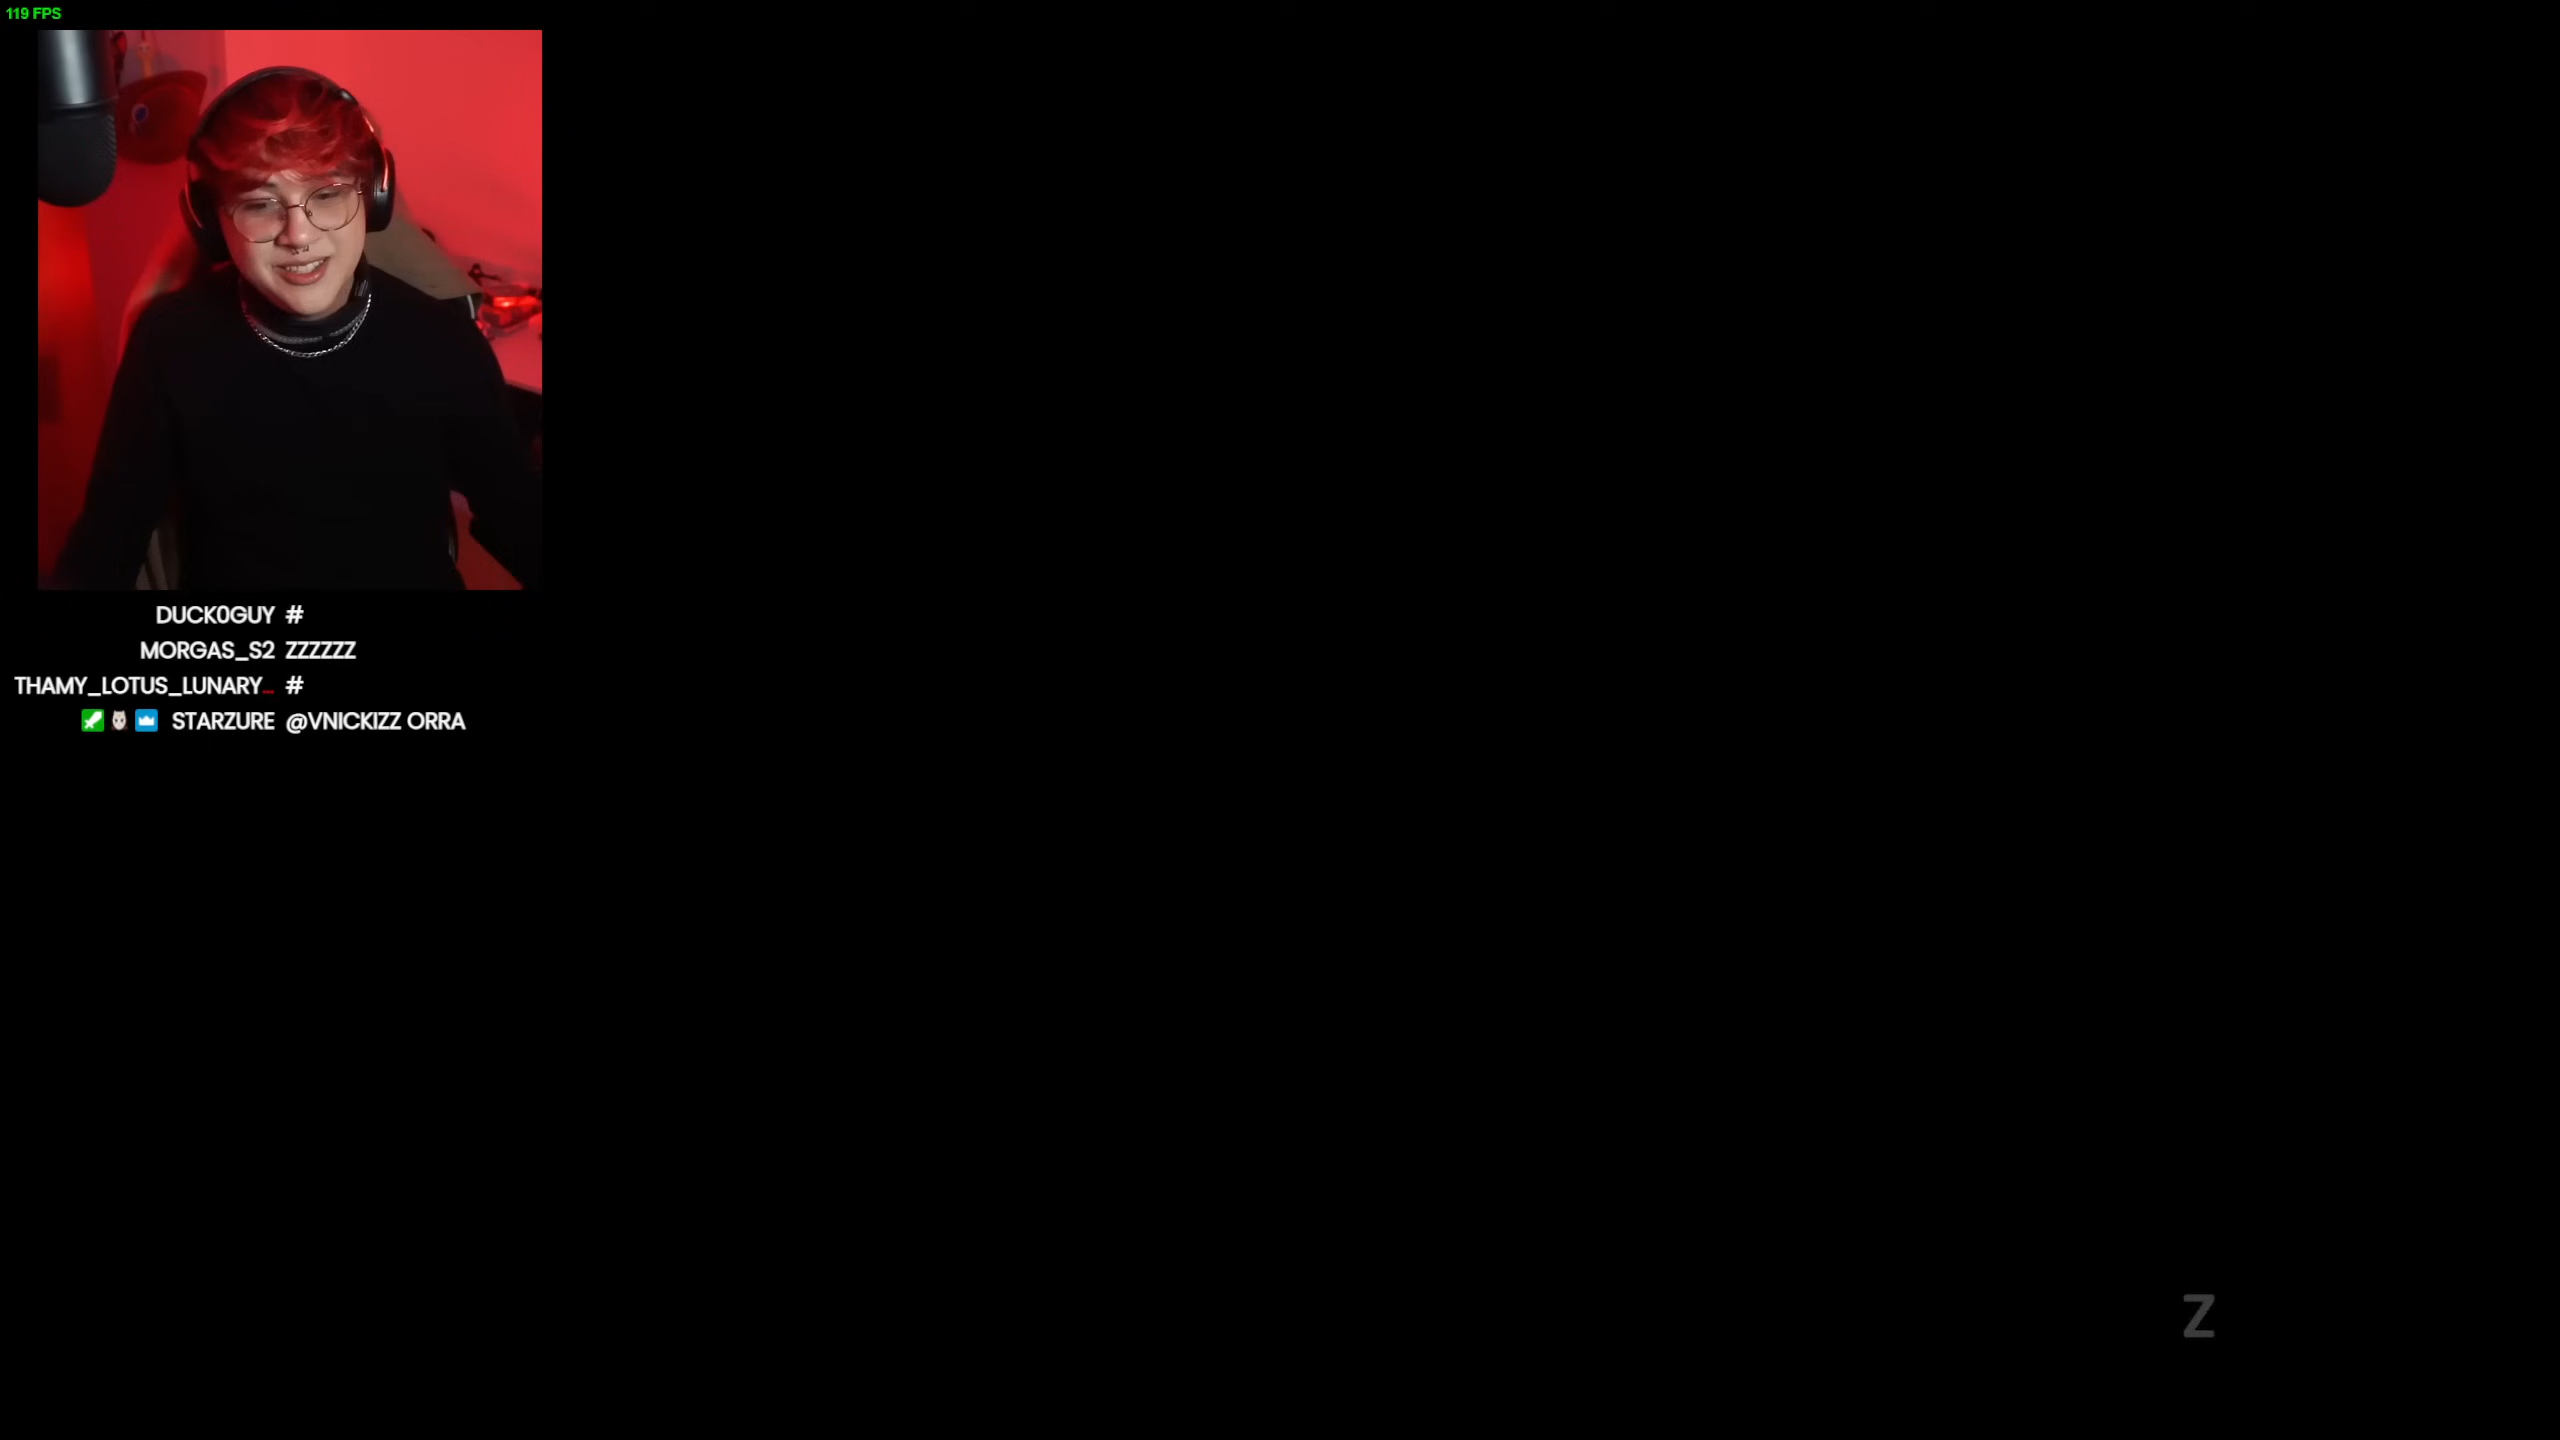 119 FPS
DUCK0GUY #
MORGAS_S2 ZZZZZZ
THAMY_LOTUS_LUNARY... #
STARZURE @VNICKIZZ ORRA
Z